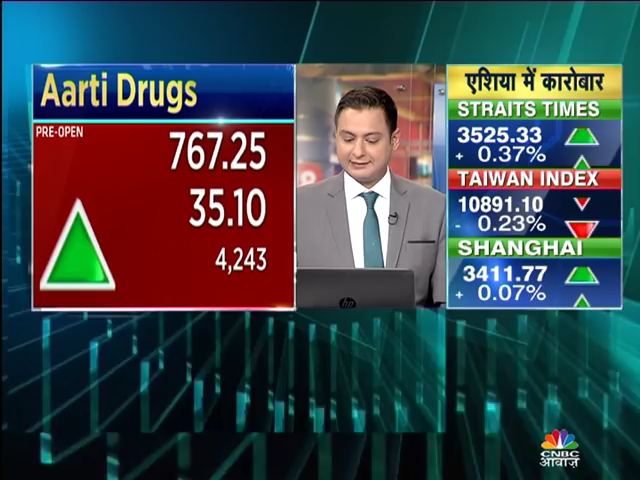 Aarti Drugs
PRE-OPEN
767.25
35.10
4,243
hp
एशिया में कारोबार
STRAITS TIMES
3525.33
+ 0.37%
TAIWAN INDEX
10891.10
- 0.23%
SHANGHAI
3411.77
+ 0.07%
CNBC
आवाज़